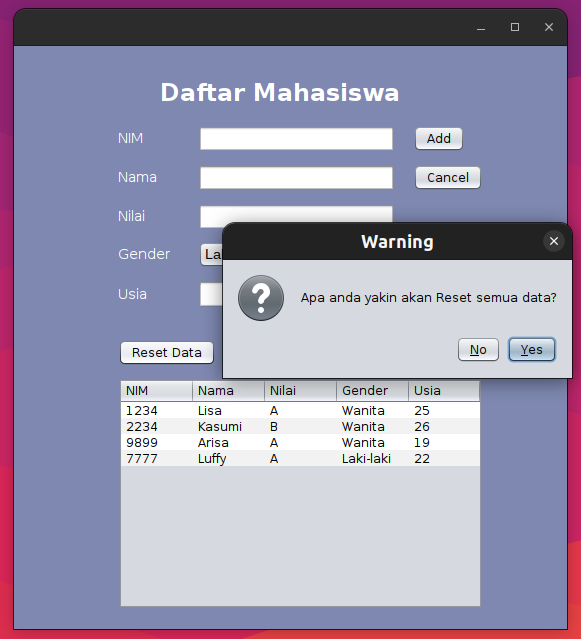 Daftar Mahasiswa
NIM Add
Nama Cancel
Nilai
Warning
Gender
Apa anda yakin akan Reset semua data?
Usia
No Yes
Reset Data
NIM Nama Nilai Gender Usia
1234 Lisa A Wanita 25
2234 Kasumi B Wanita 26
9899 Arisa A Wanita 19
7777 Luffy A Laki-laki 22